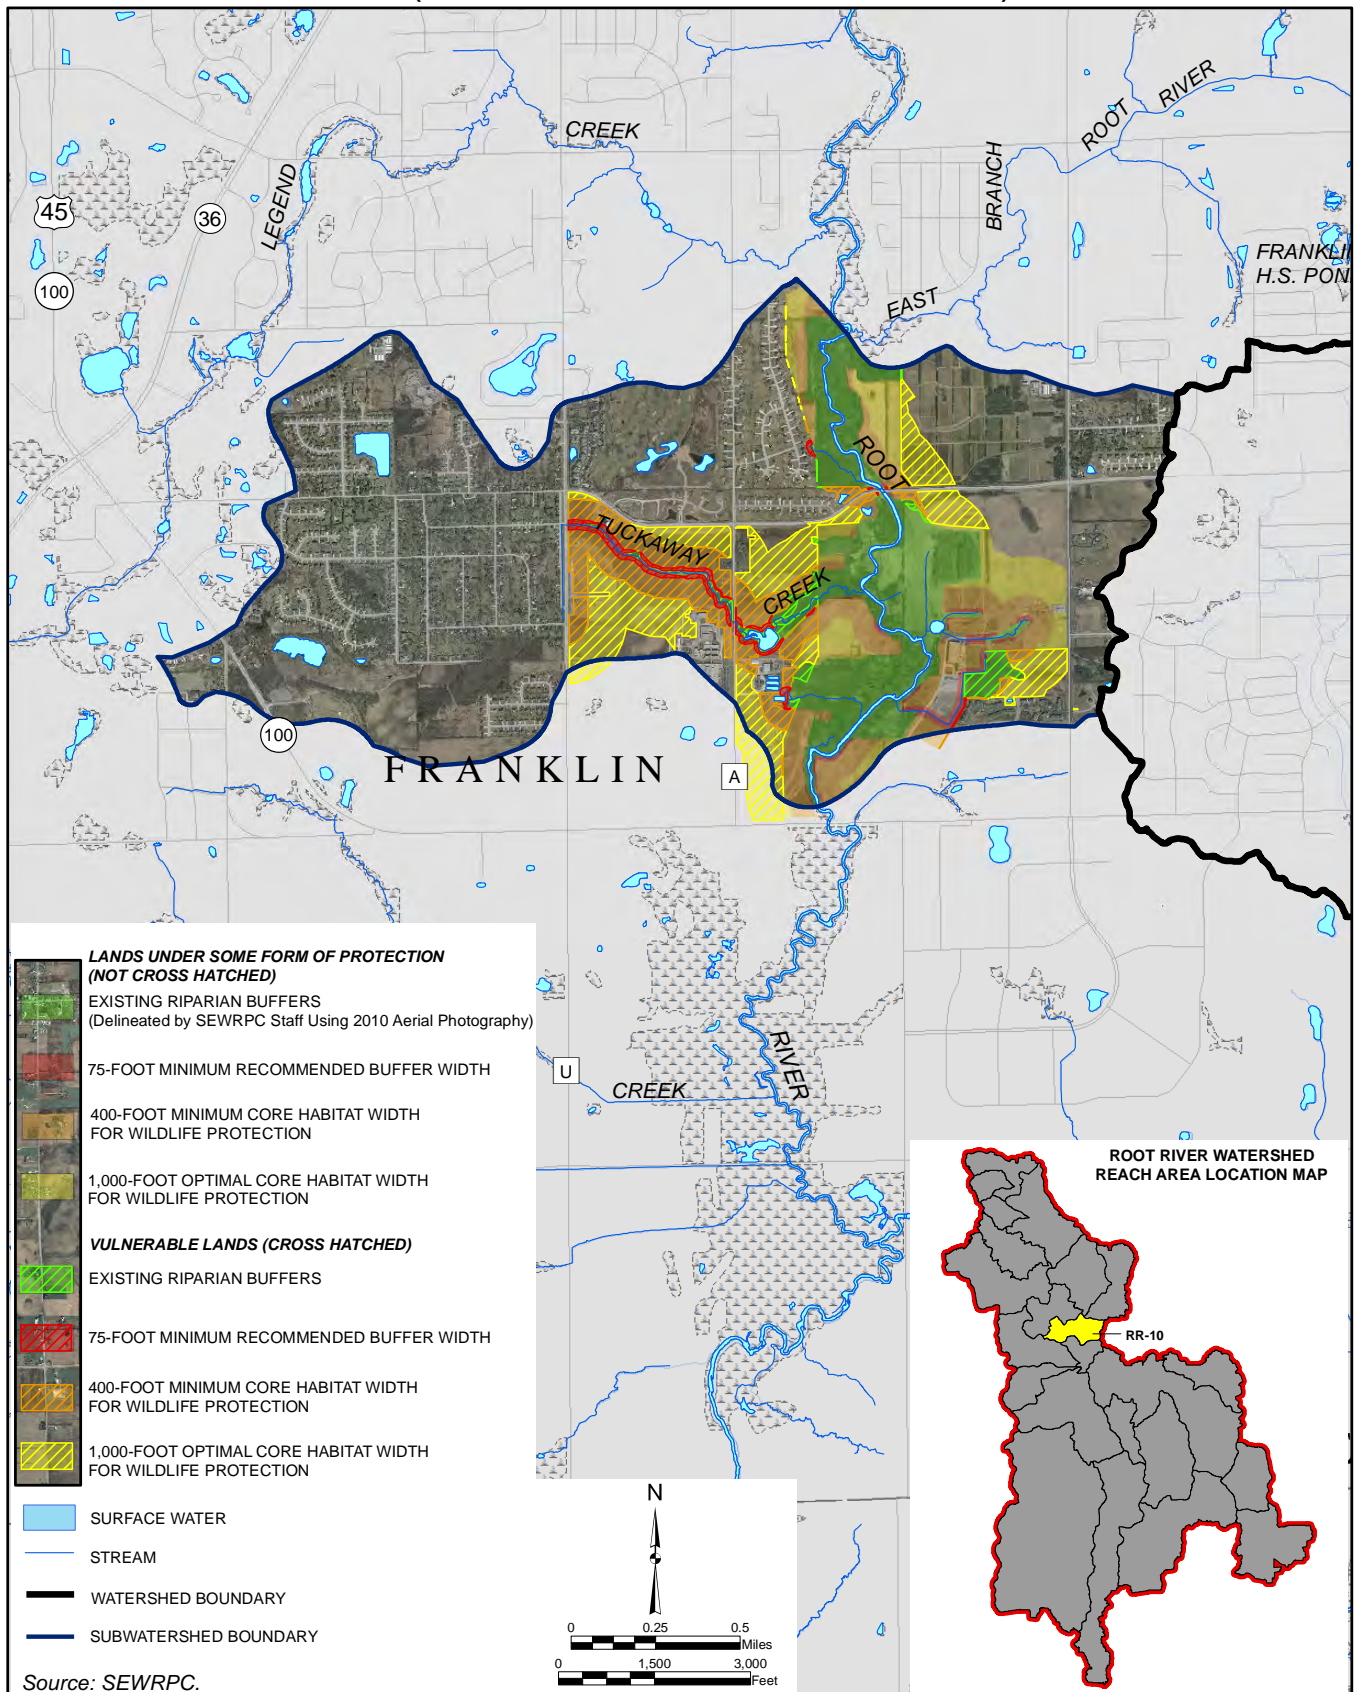 CREEK
LEGEND
45
36
100
ROOT
RIVER
BRANCH
EAST
H.S.
ROOT
TUCKAWAY
CREEK
100
FRANKLIN
A
RIVER
U
CREEK
LANDS UNDER SOME FORM OF PROTECTION
(NOT CROSS HATCHED)
EXISTING RIPARIAN BUFFERS
(Delineated by SEWRPC Staff Using 2010 Aerial Photography)
75-FOOT MINIMUM RECOMMENDED BUFFER WIDTH
400-FOOT MINIMUM CORE HABITAT WIDTH
FOR WILDLIFE PROTECTION
1,000-FOOT OPTIMAL CORE HABITAT WIDTH
FOR WILDLIFE PROTECTION
VULNERABLE LANDS (CROSS HATCHED)
EXISTING RIPARIAN BUFFERS
75-FOOT MINIMUM RECOMMENDED BUFFER WIDTH
400-FOOT MINIMUM CORE HABITAT WIDTH
FOR WILDLIFE PROTECTION
1,000-FOOT OPTIMAL CORE HABITAT WIDTH
FOR WILDLIFE PROTECTION
SURFACE WATER
STREAM
WATERSHED BOUNDARY
SUBWATERSHED BOUNDARY
Source: SEWRPC.
N
0 0.25 0.5
Miles
0 1,500 3,000
Feet
ROOT RIVER WATERSHED
REACH AREA LOCATION MAP
RR-10